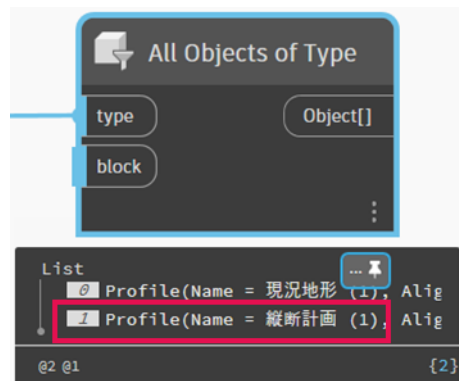 All Objects of Type
type
Object[]
block
List
...
0 Profile(Name = 現況地形 (1), Alig
1 Profile(Name = 縦断計画 (1), Alig
@2 @1
{2}